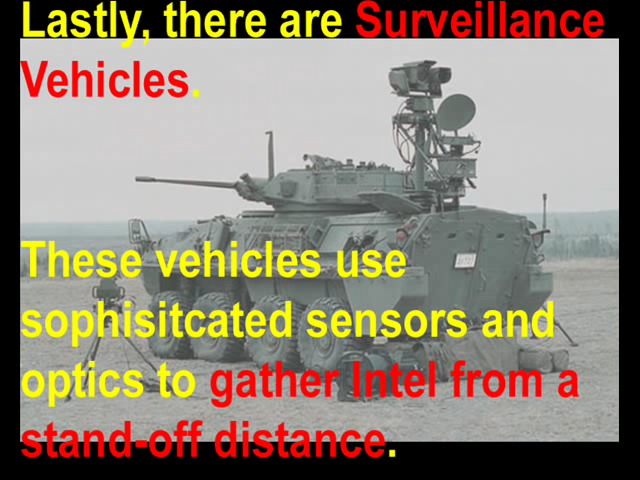 Lastly, there are Surveillance
Vehicles.
These vehicles use
sophisitcated sensors and
optics to gather Intel from a
stand-off distance.